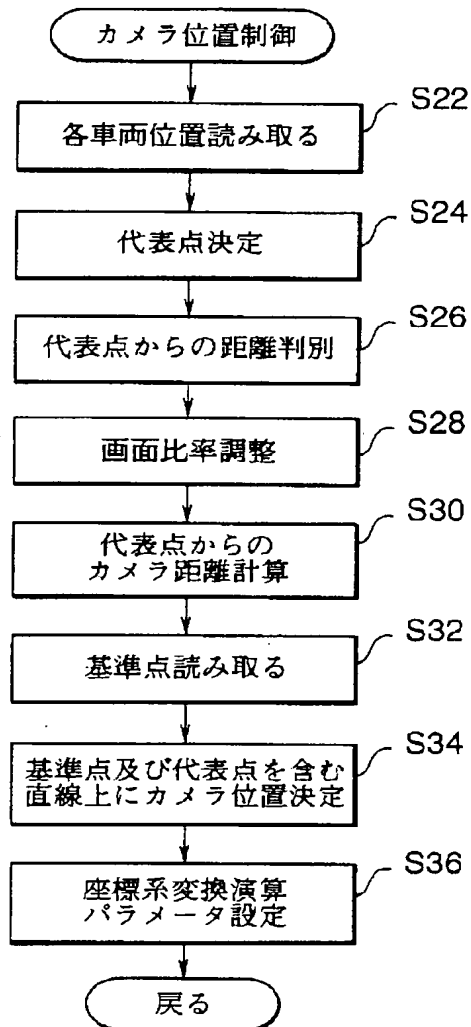 カメラ位置制御
S22
各車両位置読み取る
S24
代表点決定
S26
代表点からの距離判別
S28
画面比率調整
S30
代表点からの
カメラ距離計算
S32
基準点読み取る
S34
基準点及び代表点を含む
直線上にカメラ位置決定
S36
座標系変換演算
パラメータ設定
戻る